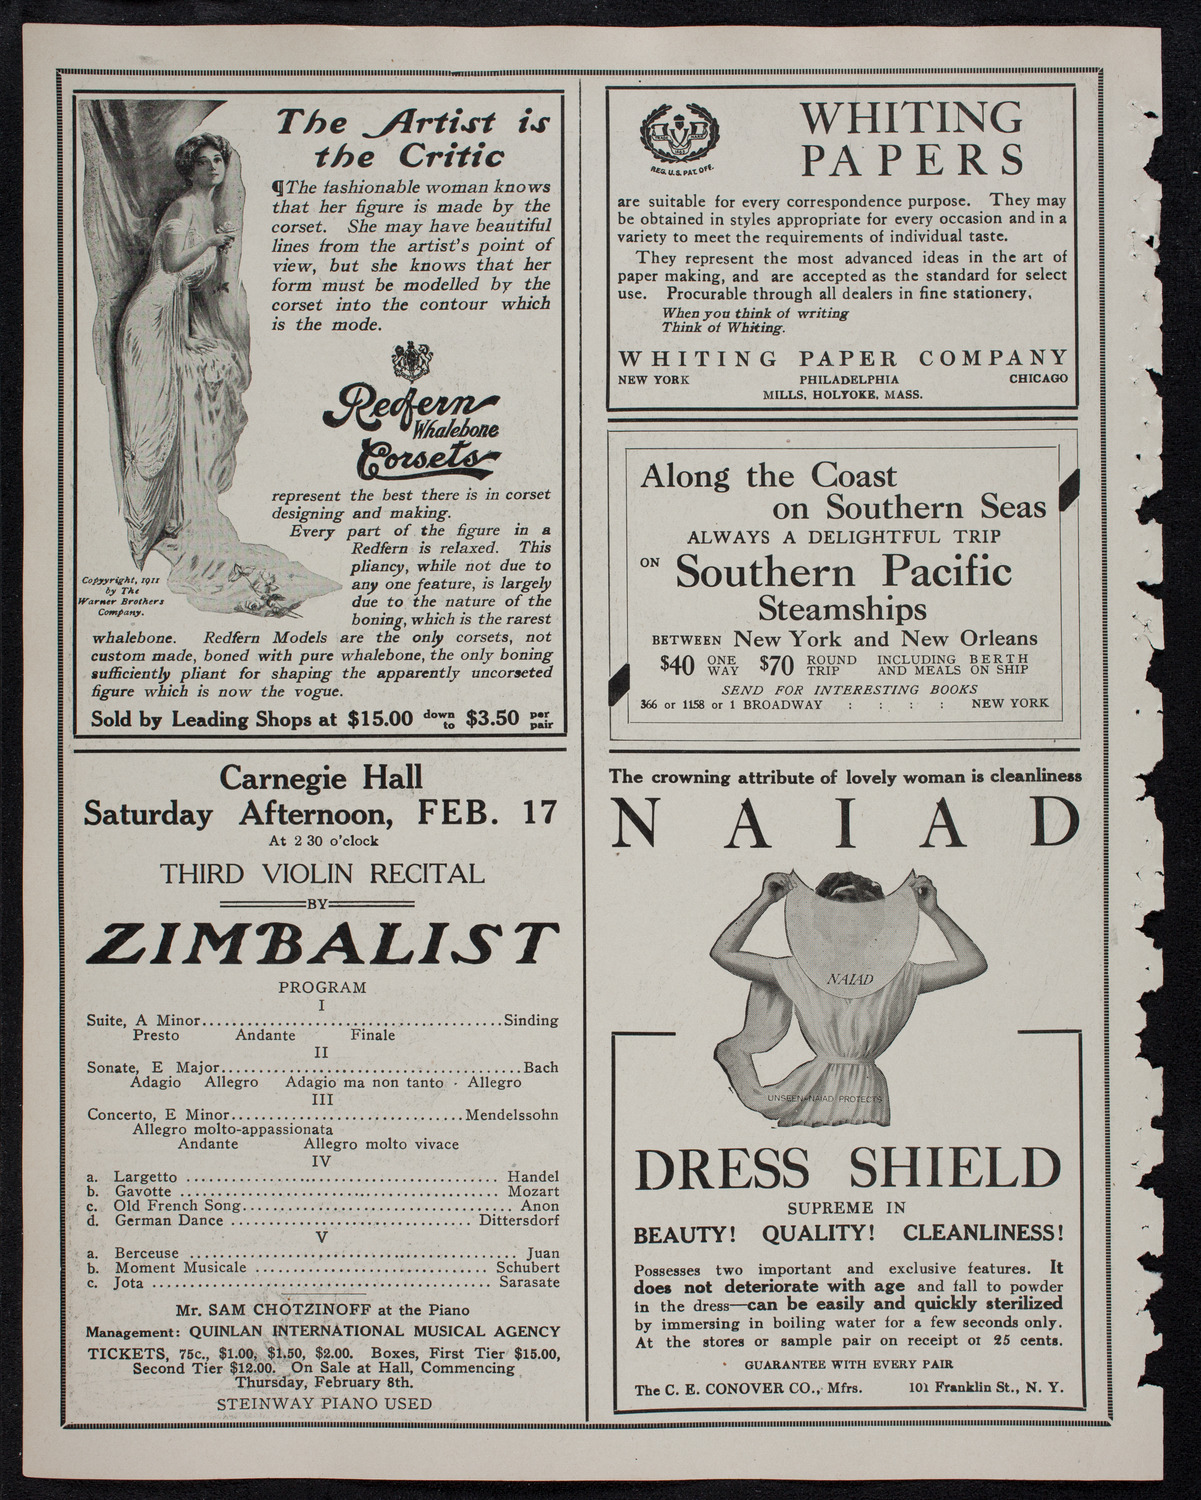 The Artist is
the Critic
¶The fashionable woman knows
that her figure is made by the
corset. She may have beautiful
lines from the artist's point of
view, but she knows that her
form must be modelled by the
corset into the contour which
is the mode.
Redfern
Whalebone
Corsets
represent the best there is in corset
designing and making.
Every part of the figure in a
Redfern is relaxed. This
pliancy, while not due to
any one feature, is largely
due to the nature of the
boning, which is the rarest
Copyright, 1911
by The
Warner Brothers
Company.
whalebone. Redfern Models are the only corsets, not
custom made, boned with pure whalebone, the only boning
sufficiently pliant for shaping the apparently uncorseted
figure which is now the vogue.
Sold by Leading Shops at $15.00 down to $3.50 per pair
Carnegie Hall
Saturday Afternoon, FEB. 17
At 2 30 o'clock
THIRD VIOLIN RECITAL
BY
ZIMBALIST
PROGRAM
I
Suite, A Minor.......................................Sinding
Presto Andante Finale
II
Sonate, E Major.......................................Bach
Adagio Allegro Adagio ma non tanto · Allegro
III
Concerto, E Minor..............................Mendelssohn
Allegro molto-appassionata
Andante Allegro molto vivace
IV
a. Largetto ....................................... Handel
b. Gavotte ....................................... Mozart
c. Old French Song.................................. Anon
d. German Dance .............................. Dittersdorf
V
a. Berceuse ....................................... Juan
b. Moment Musicale .............................. Schubert
c. Jota ....................................... Sarasate
Mr. SAM CHOTZINOFF at the Piano
Management: QUINLAN INTERNATIONAL MUSICAL AGENCY
TICKETS, 75c., $1.00, $1.50, $2.00. Boxes, First Tier $15.00,
Second Tier $12.00. On Sale at Hall, Commencing
Thursday, February 8th.
STEINWAY PIANO USED
REG. U.S. PAT. OFF.
WHITING
PAPERS
are suitable for every correspondence purpose. They may
be obtained in styles appropriate for every occasion and in a
variety to meet the requirements of individual taste.
They represent the most advanced ideas in the art of
paper making, and are accepted as the standard for select
use. Procurable through all dealers in fine stationery.
When you think of writing
Think of Whiting.
WHITING PAPER COMPANY
NEW YORK PHILADELPHIA CHICAGO
MILLS, HOLYOKE, MASS.
Along the Coast
on Southern Seas
ALWAYS A DELIGHTFUL TRIP
ON Southern Pacific
Steamships
BETWEEN New York and New Orleans
$40 ONE WAY $70 ROUND TRIP INCLUDING BERTH AND MEALS ON SHIP
SEND FOR INTERESTING BOOKS
366 or 1158 or 1 BROADWAY : : : : NEW YORK
The crowning attribute of lovely woman is cleanliness
NAIAD
NAIAD
UNSEEN-NAIAD PROTECTS
DRESS SHIELD
SUPREME IN
BEAUTY! QUALITY! CLEANLINESS!
Possesses two important and exclusive features. It
does not deteriorate with age and fall to powder
in the dress—can be easily and quickly sterilized
by immersing in boiling water for a few seconds only.
At the stores or sample pair on receipt of 25 cents.
GUARANTEE WITH EVERY PAIR
The C. E. CONOVER CO., Mfrs. 101 Franklin St., N. Y.